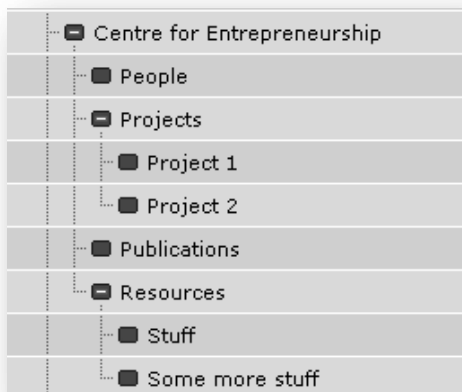 Centre for Entrepreneurship
People
Projects
Project 1
Project 2
Publications
Resources
Stuff
Some more stuff